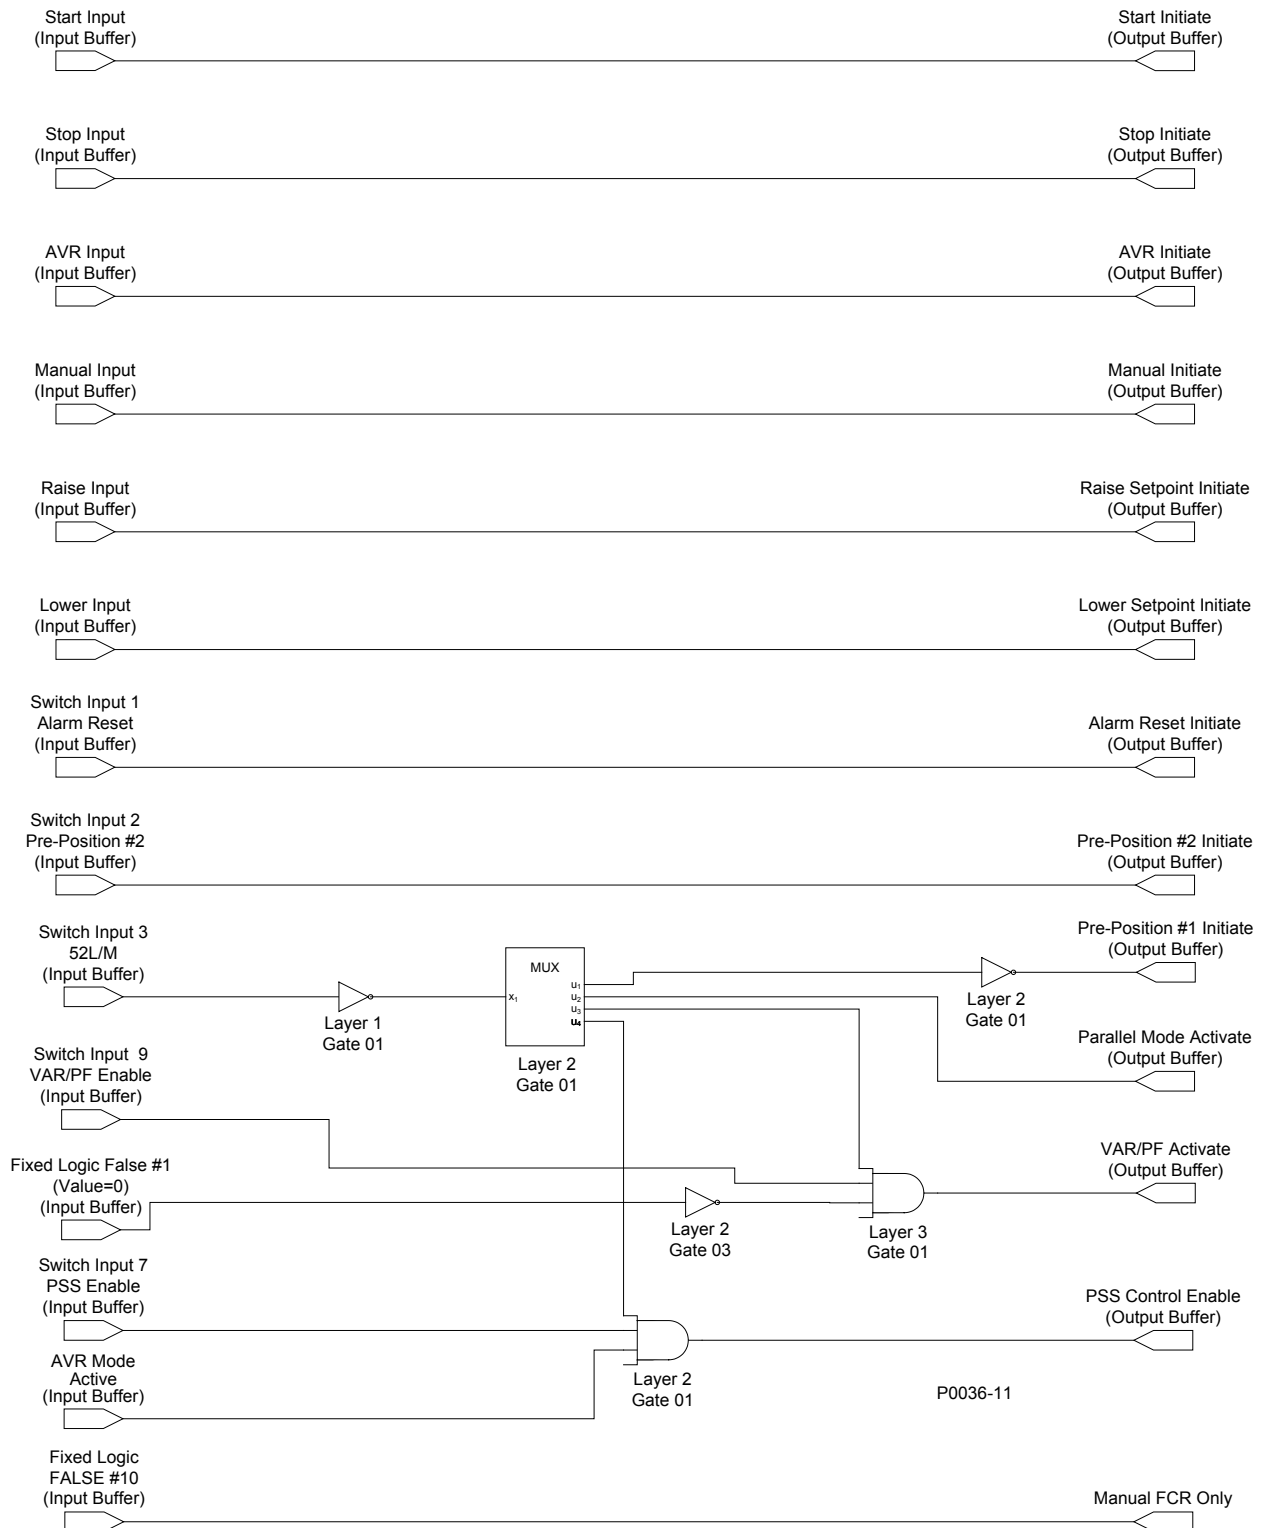 Start Input
(Input Buffer)
Start Initiate
(Output Buffer)
Stop Input
(Input Buffer)
Stop Initiate
(Output Buffer)
AVR Input
(Input Buffer)
AVR Initiate
(Output Buffer)
Manual Input
(Input Buffer)
Manual Initiate
(Output Buffer)
Raise Input
(Input Buffer)
Raise Setpoint Initiate
(Output Buffer)
Lower Input
(Input Buffer)
Lower Setpoint Initiate
(Output Buffer)
Switch Input 1
Alarm Reset
(Input Buffer)
Alarm Reset Initiate
(Output Buffer)
Switch Input 2
Pre-Position #2
(Input Buffer)
Pre-Position #2 Initiate
(Output Buffer)
Switch Input 3
52L/M
(Input Buffer)
Layer 1
Gate 01
MUX
x₁
u₁
u₂
u₃
u₄
Layer 2
Gate 01
Layer 2
Gate 01
Pre-Position #1 Initiate
(Output Buffer)
Parallel Mode Activate
(Output Buffer)
Switch Input 9
VAR/PF Enable
(Input Buffer)
Fixed Logic False #1
(Value=0)
(Input Buffer)
Layer 2
Gate 03
Layer 3
Gate 01
VAR/PF Activate
(Output Buffer)
Switch Input 7
PSS Enable
(Input Buffer)
AVR Mode
Active
(Input Buffer)
Layer 2
Gate 01
PSS Control Enable
(Output Buffer)
P0036-11
Fixed Logic
FALSE #10
(Input Buffer)
Manual FCR Only